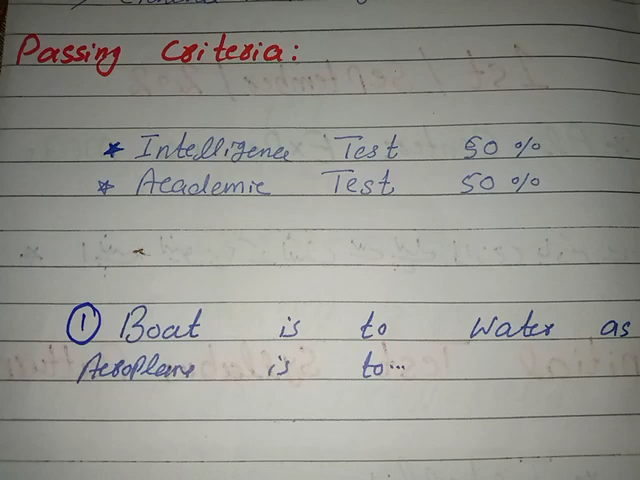 Passing Criteria:
* Intelligence Test 50 %
* Academic Test 50 %
① Boat is to Water as
Aeroplane is to...